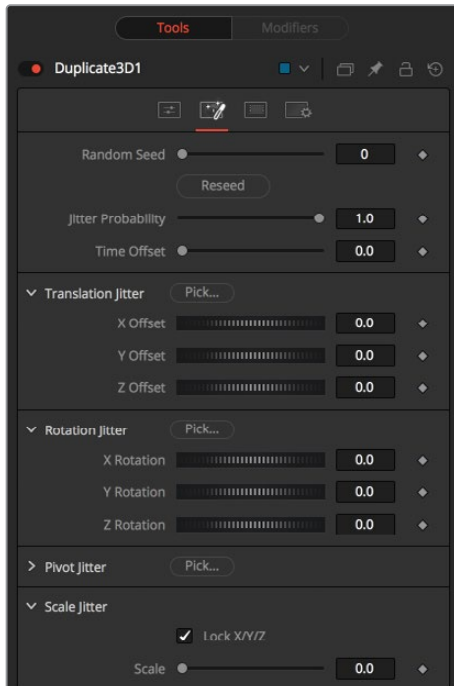 Tools Modifiers
Duplicate3D1
Random Seed 0
Reseed
Jitter Probability 1.0
Time Offset 0.0
Translation Jitter Pick...
X Offset 0.0
Y Offset 0.0
Z Offset 0.0
Rotation Jitter Pick...
X Rotation 0.0
Y Rotation 0.0
Z Rotation 0.0
Pivot Jitter Pick...
Scale Jitter
Lock X/Y/Z
Scale 0.0